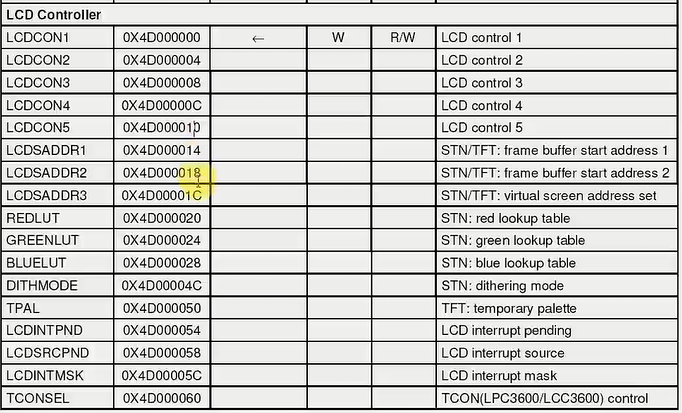 LCD Controller
LCDCON1 0X4D000000 ← W R/W LCD control 1
LCDCON2 0X4D000004 LCD control 2
LCDCON3 0X4D000008 LCD control 3
LCDCON4 0X4D00000C LCD control 4
LCDCON5 0X4D000010 LCD control 5
LCDSADDR1 0X4D000014 STN/TFT: frame buffer start address 1
LCDSADDR2 0X4D000018 STN/TFT: frame buffer start address 2
LCDSADDR3 0X4D00001C STN/TFT: virtual screen address set
REDLUT 0X4D000020 STN: red lookup table
GREENLUT 0X4D000024 STN: green lookup table
BLUELUT 0X4D000028 STN: blue lookup table
DITHMODE 0X4D00004C STN: dithering mode
TPAL 0X4D000050 TFT: temporary palette
LCDINTPND 0X4D000054 LCD interrupt pending
LCDSRCPND 0X4D000058 LCD interrupt source
LCDINTMSK 0X4D00005C LCD interrupt mask
TCONSEL 0X4D000060 TCON(LPC3600/LCC3600) control